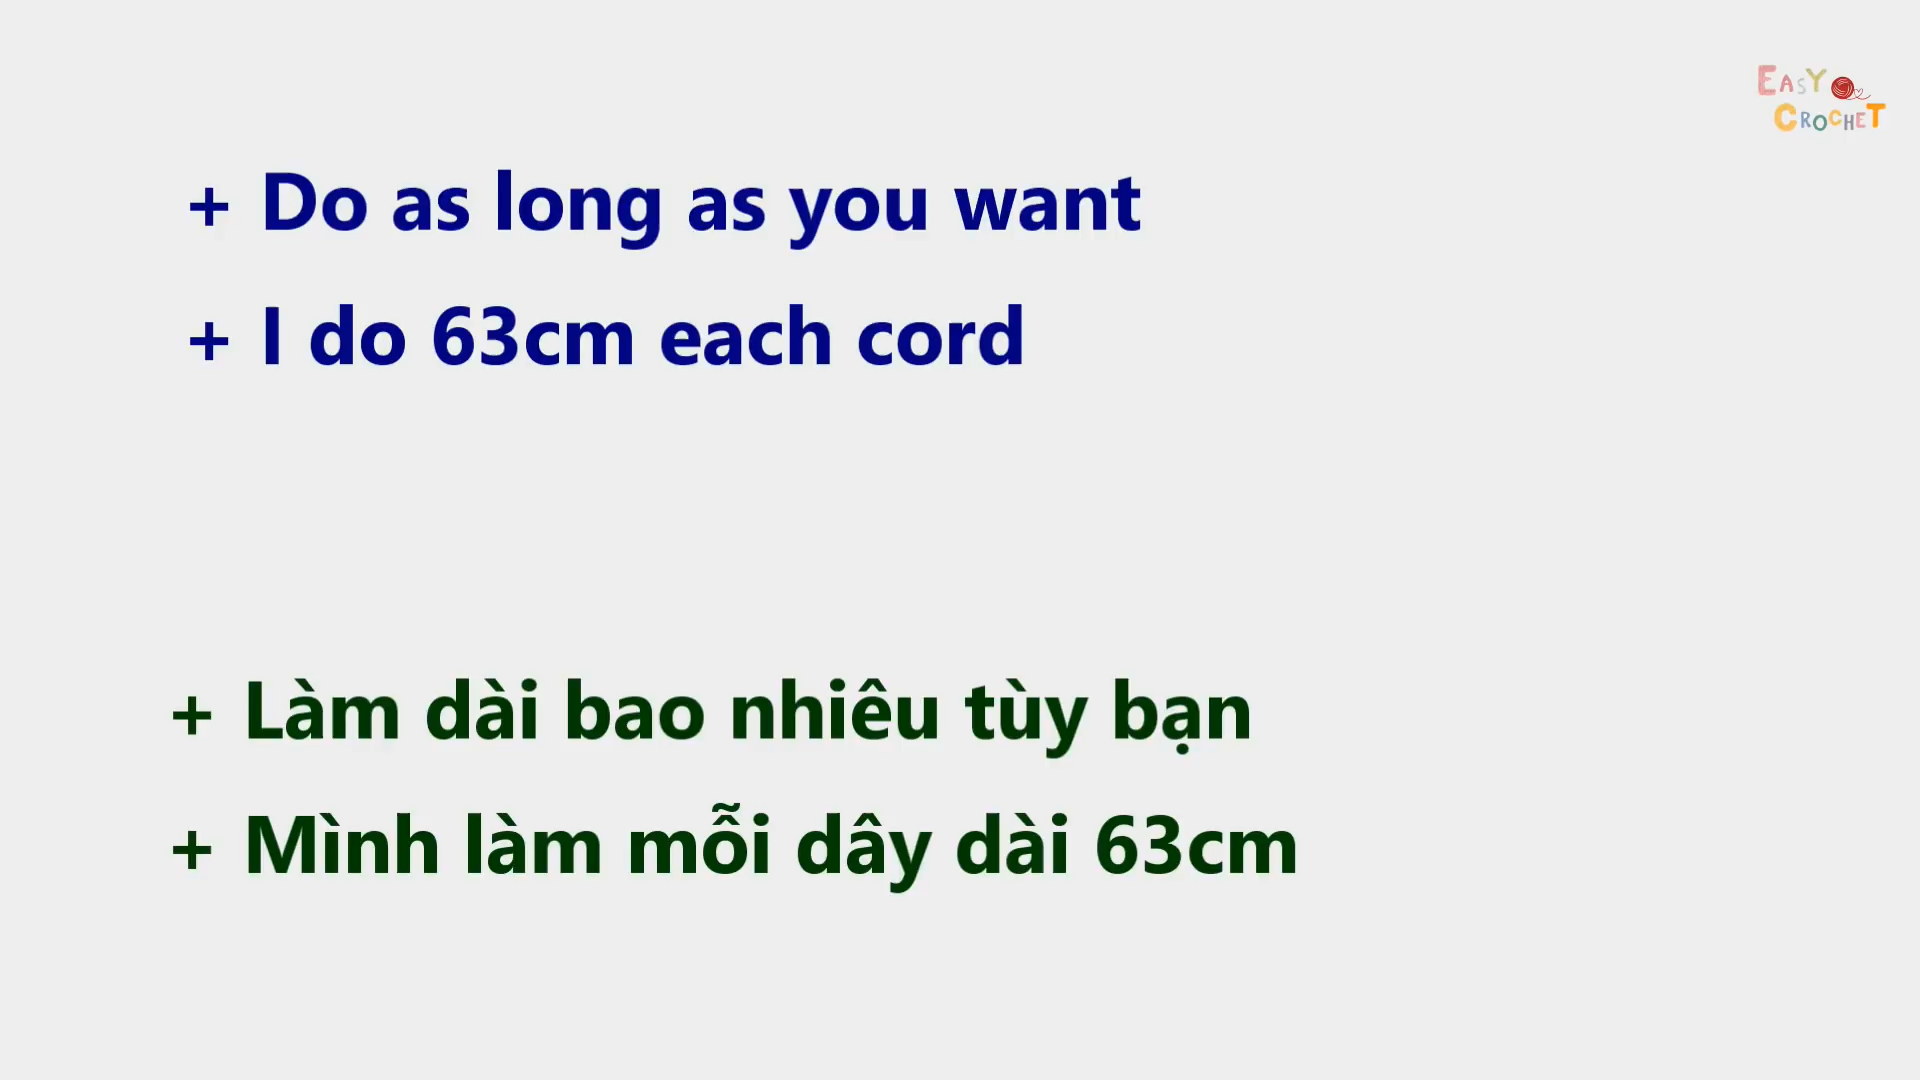 EASY
CROCHET
+ Do as long as you want
+ I do 63cm each cord
+ Làm dài bao nhiêu tùy bạn
+ Mình làm mỗi dây dài 63cm